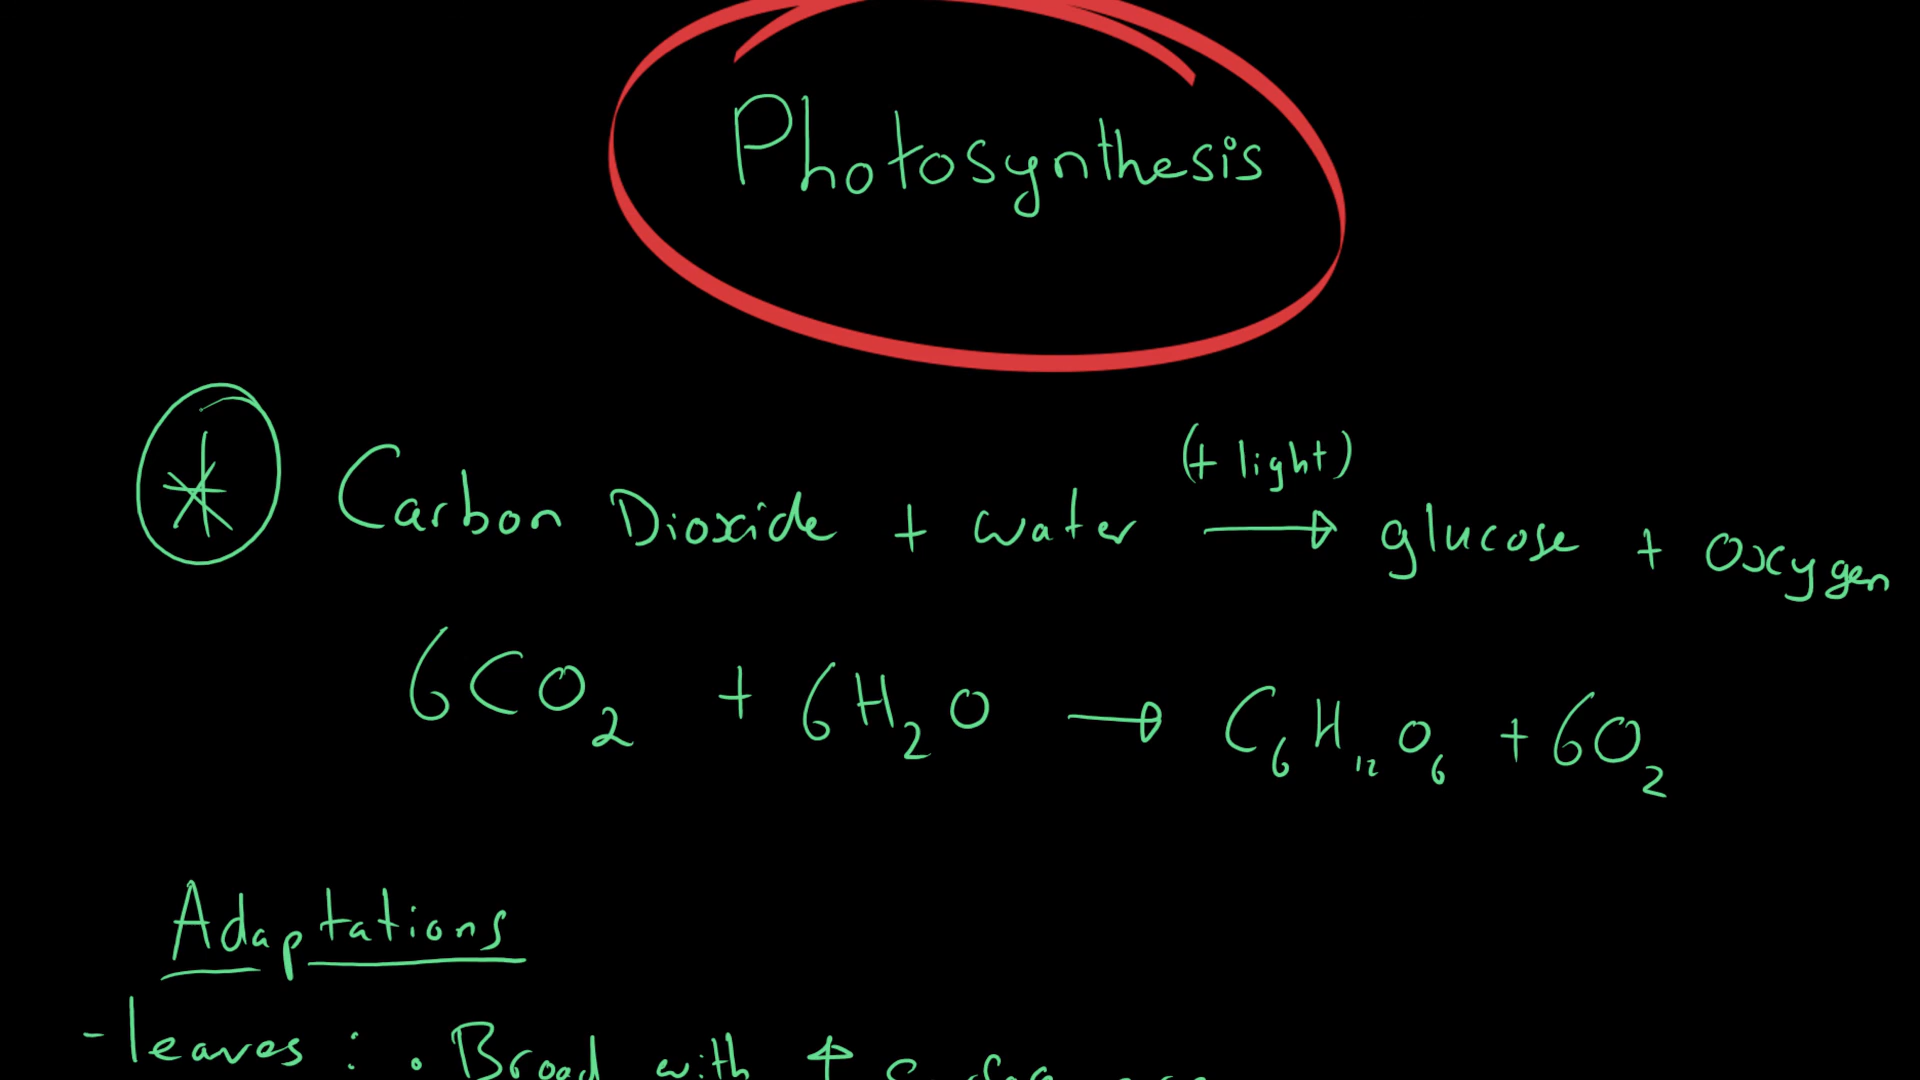 Photosynthesis
(+ light)
* Carbon Dioxide + water → glucose + oxygen
6CO₂ + 6H₂O → C₆H₁₂O₆ + 6O₂
Adaptations
- leaves : • Broad with ↑